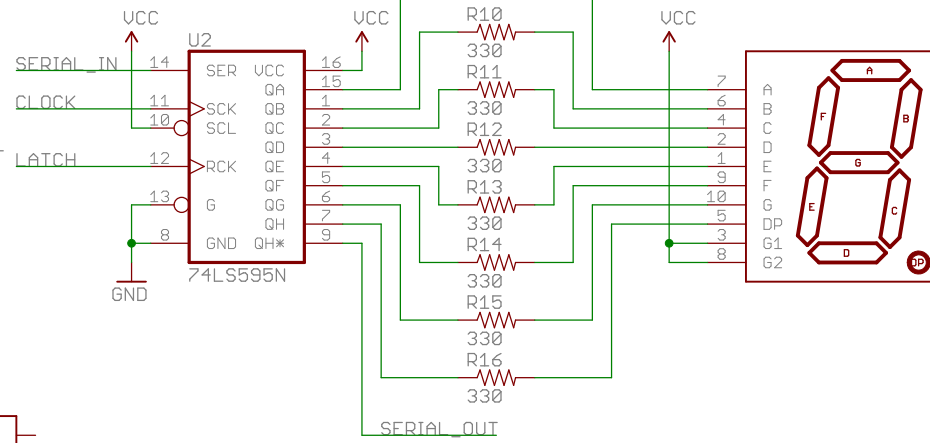 VCC
VCC
R10
VCC
U2
330
SERIAL_IN
14
SER
VCC
16
R11
A
QA
15
330
7
A
CLOCK
11
SCK
QB
1
6
B
F
B
10
SCL
QC
2
R12
4
C
QD
3
330
2
D
LATCH
12
RCK
QE
4
R13
1
E
G
QF
5
330
9
F
13
G
QG
6
10
G
E
C
QH
7
R14
5
DP
8
GND
QH*
9
330
3
G1
D
74LS595N
8
G2
DP
GND
R15
330
R16
330
SERIAL_OUT